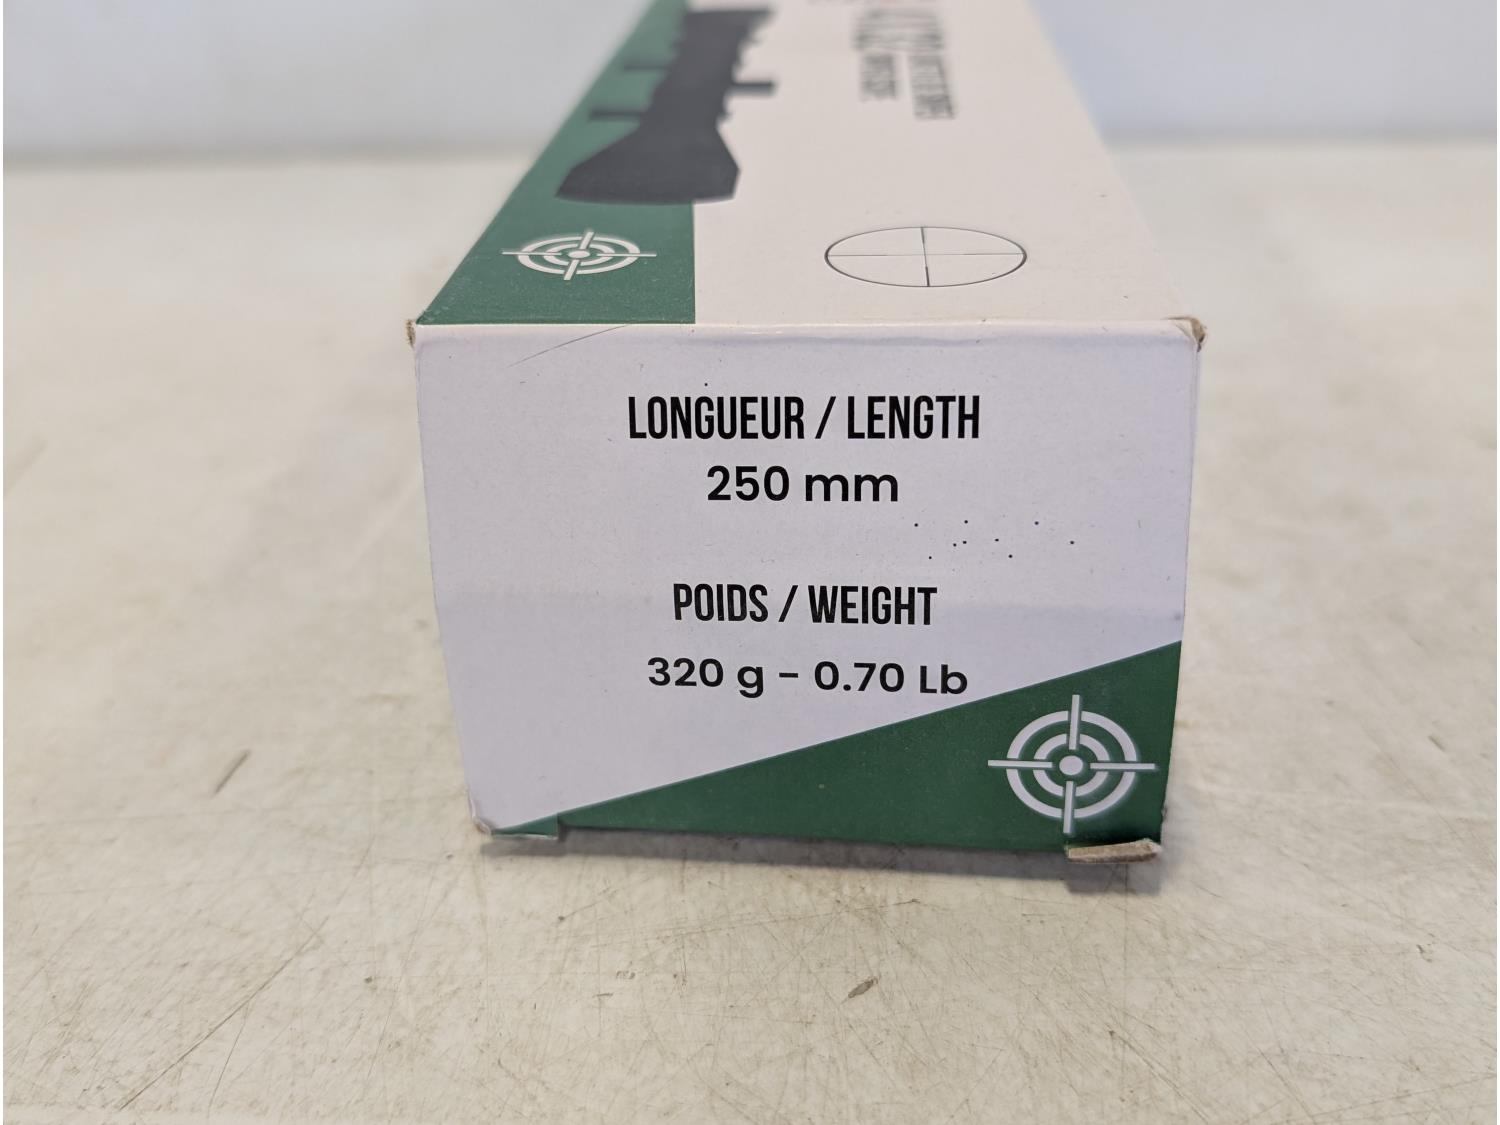 LONGUEUR / LENGTH
250 mm
POIDS / WEIGHT
320 g - 0.70 Lb